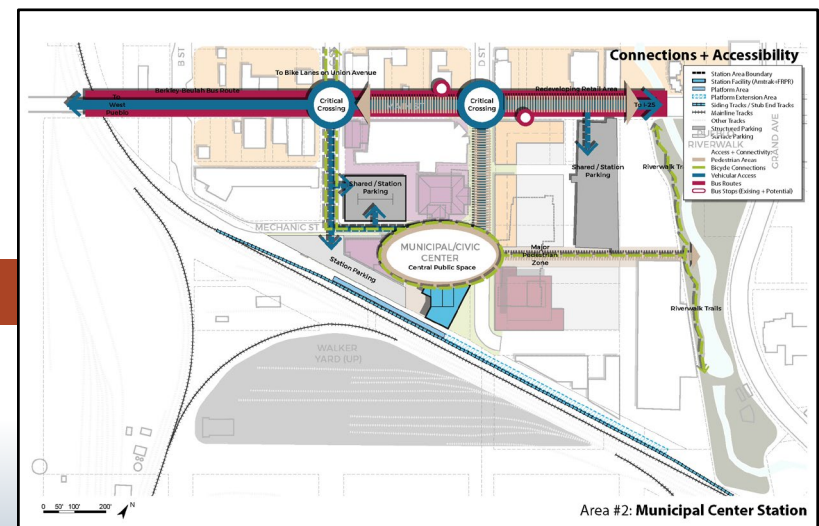 Connections + Accessibility
Station Area Boundary
Station Facility (Amtrak+FRPR)
Platform Area
Platform Extension Area
Siding Tracks / Stub End Tracks
Mainline Tracks
Other Tracks
Structured Parking
Surface Parking
Access + Connectivity
Pedestrian Areas
Bicycle Connections
Vehicular Access
Bus Routes
Bus Stops (Existing + Potential)
RIVERWALK
GRAND AVE
B ST
D ST
To Bike Lanes on Union Avenue
Berkley-Beulah Bus Route
Redeveloping Retail Area
To
West
Pueblo
Critical
Crossing
MAIN ST
Critical
Crossing
To I-25
Riverwalk Trails
Shared / Station
Parking
Shared / Station
Parking
MECHANIC ST
MUNICIPAL/CIVIC
CENTER
Central Public Space
Major
Pedestrian
Zone
Station Parking
Riverwalk Trails
WALKER
YARD (UP)
0 50' 100' 200' N
Area #2: Municipal Center Station